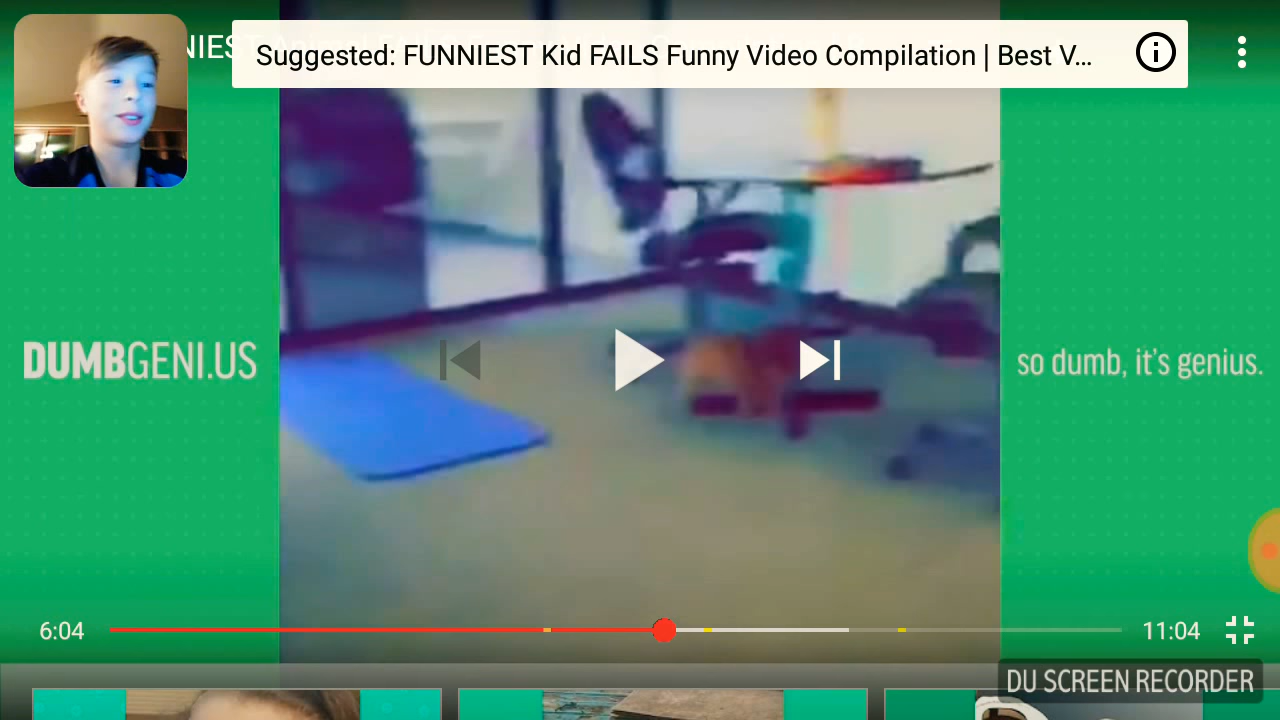 NIEST
Suggested: FUNNIEST Kid FAILS Funny Video Compilation | Best V...
DUMBGENI.US
so dumb, it's genius.
6:04
11:04
DU SCREEN RECORDER